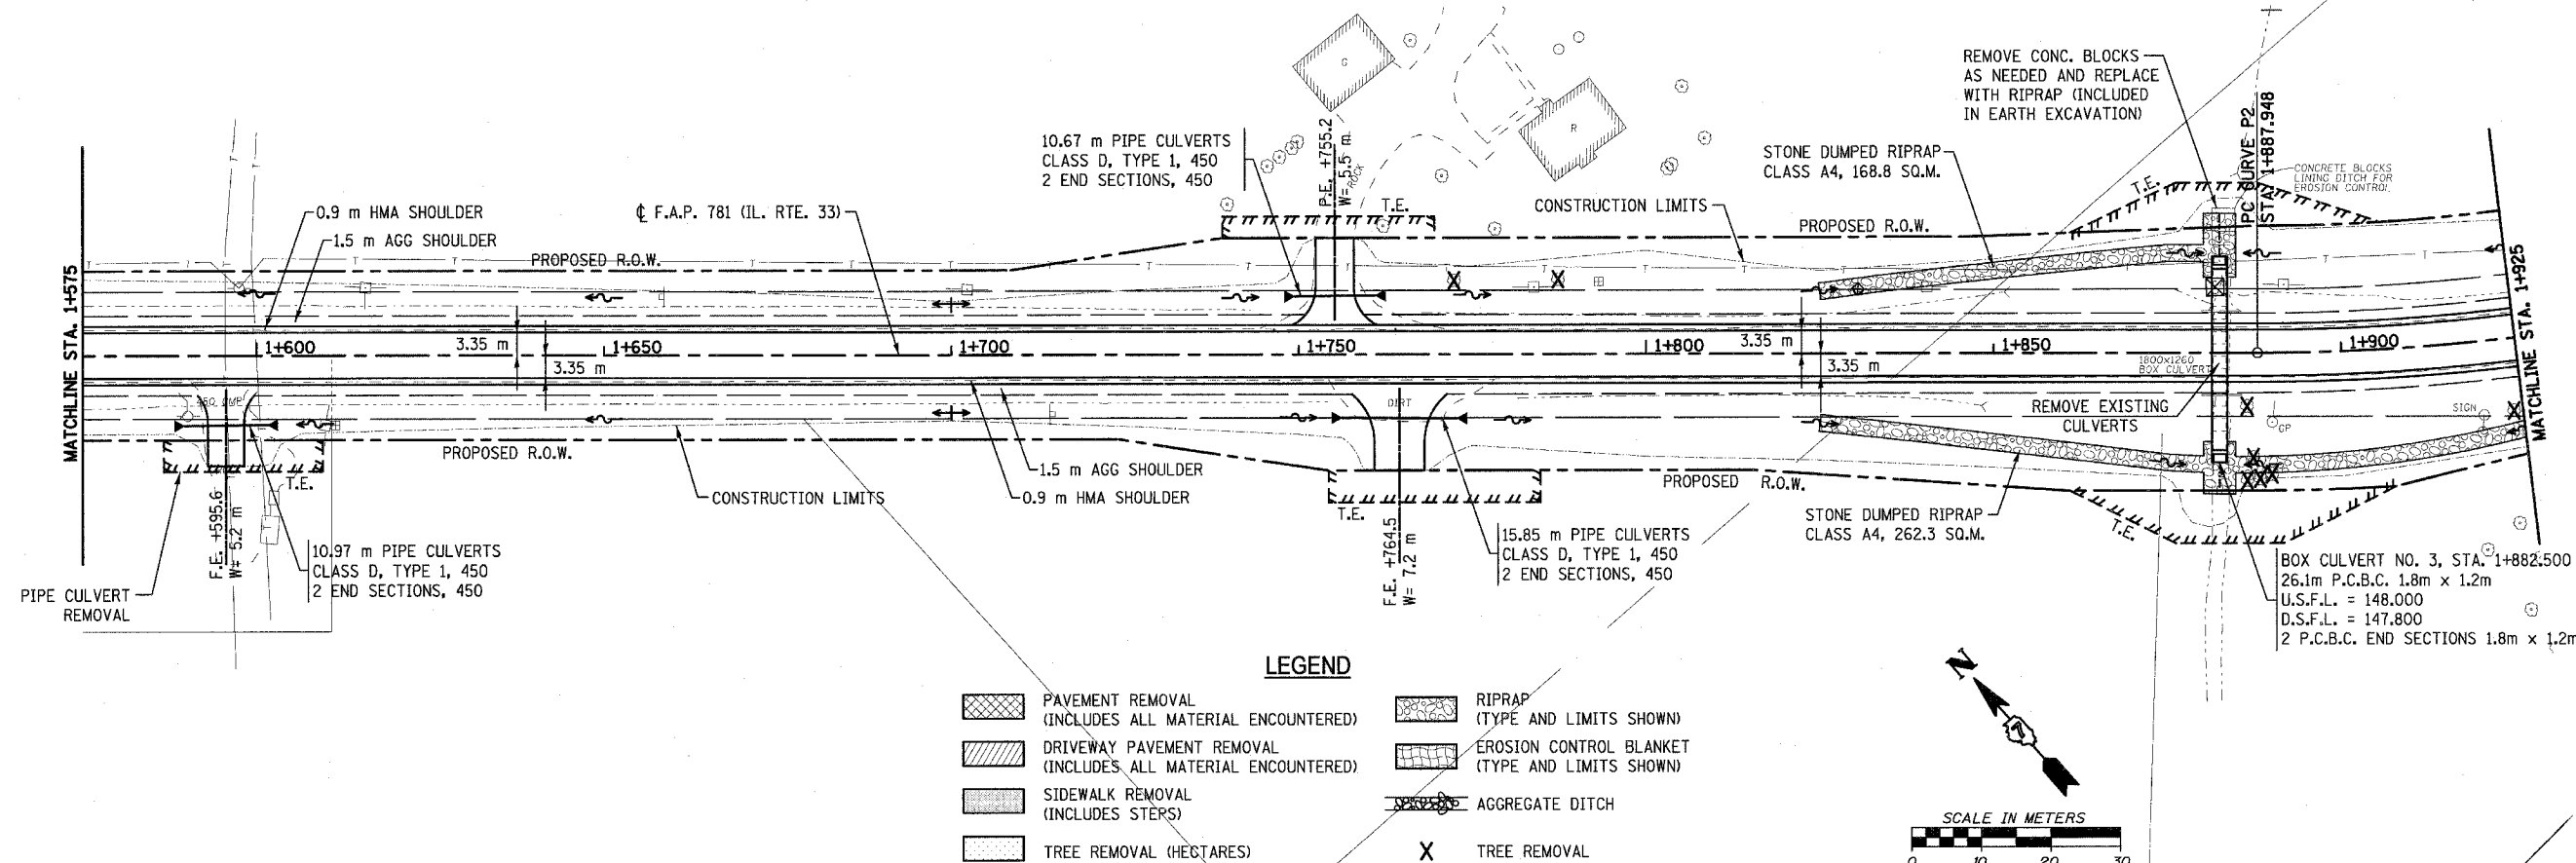 REMOVE CONC. BLOCKS
AS NEEDED AND REPLACE
WITH RIPRAP (INCLUDED
IN EARTH EXCAVATION)
PC CURVE P2
STA. 1+887.948
CONCRETE BLOCKS
LINING DITCH FOR
EROSION CONTROL
G
R
10.67 m PIPE CULVERTS
CLASS D, TYPE 1, 450
2 END SECTIONS, 450
P.E. +755.2
W= 5.5 m
ROCK
T.E.
STONE DUMPED RIPRAP
CLASS A4, 168.8 SQ.M.
CONSTRUCTION LIMITS
PROPOSED R.O.W.
T.E.
0.9 m HMA SHOULDER
1.5 m AGG SHOULDER
℄ F.A.P. 781 (IL. RTE. 33)
PROPOSED R.O.W.
MATCHLINE STA. 1+575
1+600
3.35 m
1+650
3.35 m
1+700
1+750
1+800
3.35 m
3.35 m
1+850
1800x1260
BOX CULVERT
1+900
MATCHLINE STA. 1+925
450 CMP
DIRT
REMOVE EXISTING
CULVERTS
GP
SIGN
PROPOSED R.O.W.
T.E.
F.E. +595.6
W= 5.2 m
PIPE CULVERT
REMOVAL
10.97 m PIPE CULVERTS
CLASS D, TYPE 1, 450
2 END SECTIONS, 450
CONSTRUCTION LIMITS
1.5 m AGG SHOULDER
0.9 m HMA SHOULDER
T.E.
F.E. +764.5
W= 7.2 m
15.85 m PIPE CULVERTS
CLASS D, TYPE 1, 450
2 END SECTIONS, 450
PROPOSED R.O.W.
STONE DUMPED RIPRAP
CLASS A4, 262.3 SQ.M.
T.E.
BOX CULVERT NO. 3, STA. 1+882.500
26.1m P.C.B.C. 1.8m x 1.2m
U.S.F.L. = 148.000
D.S.F.L. = 147.800
2 P.C.B.C. END SECTIONS 1.8m x 1.2m
LEGEND
PAVEMENT REMOVAL
(INCLUDES ALL MATERIAL ENCOUNTERED)
DRIVEWAY PAVEMENT REMOVAL
(INCLUDES ALL MATERIAL ENCOUNTERED)
SIDEWALK REMOVAL
(INCLUDES STEPS)
TREE REMOVAL (HECTARES)
RIPRAP
(TYPE AND LIMITS SHOWN)
EROSION CONTROL BLANKET
(TYPE AND LIMITS SHOWN)
AGGREGATE DITCH
X TREE REMOVAL
N
7
SCALE IN METERS
0 10 20 30